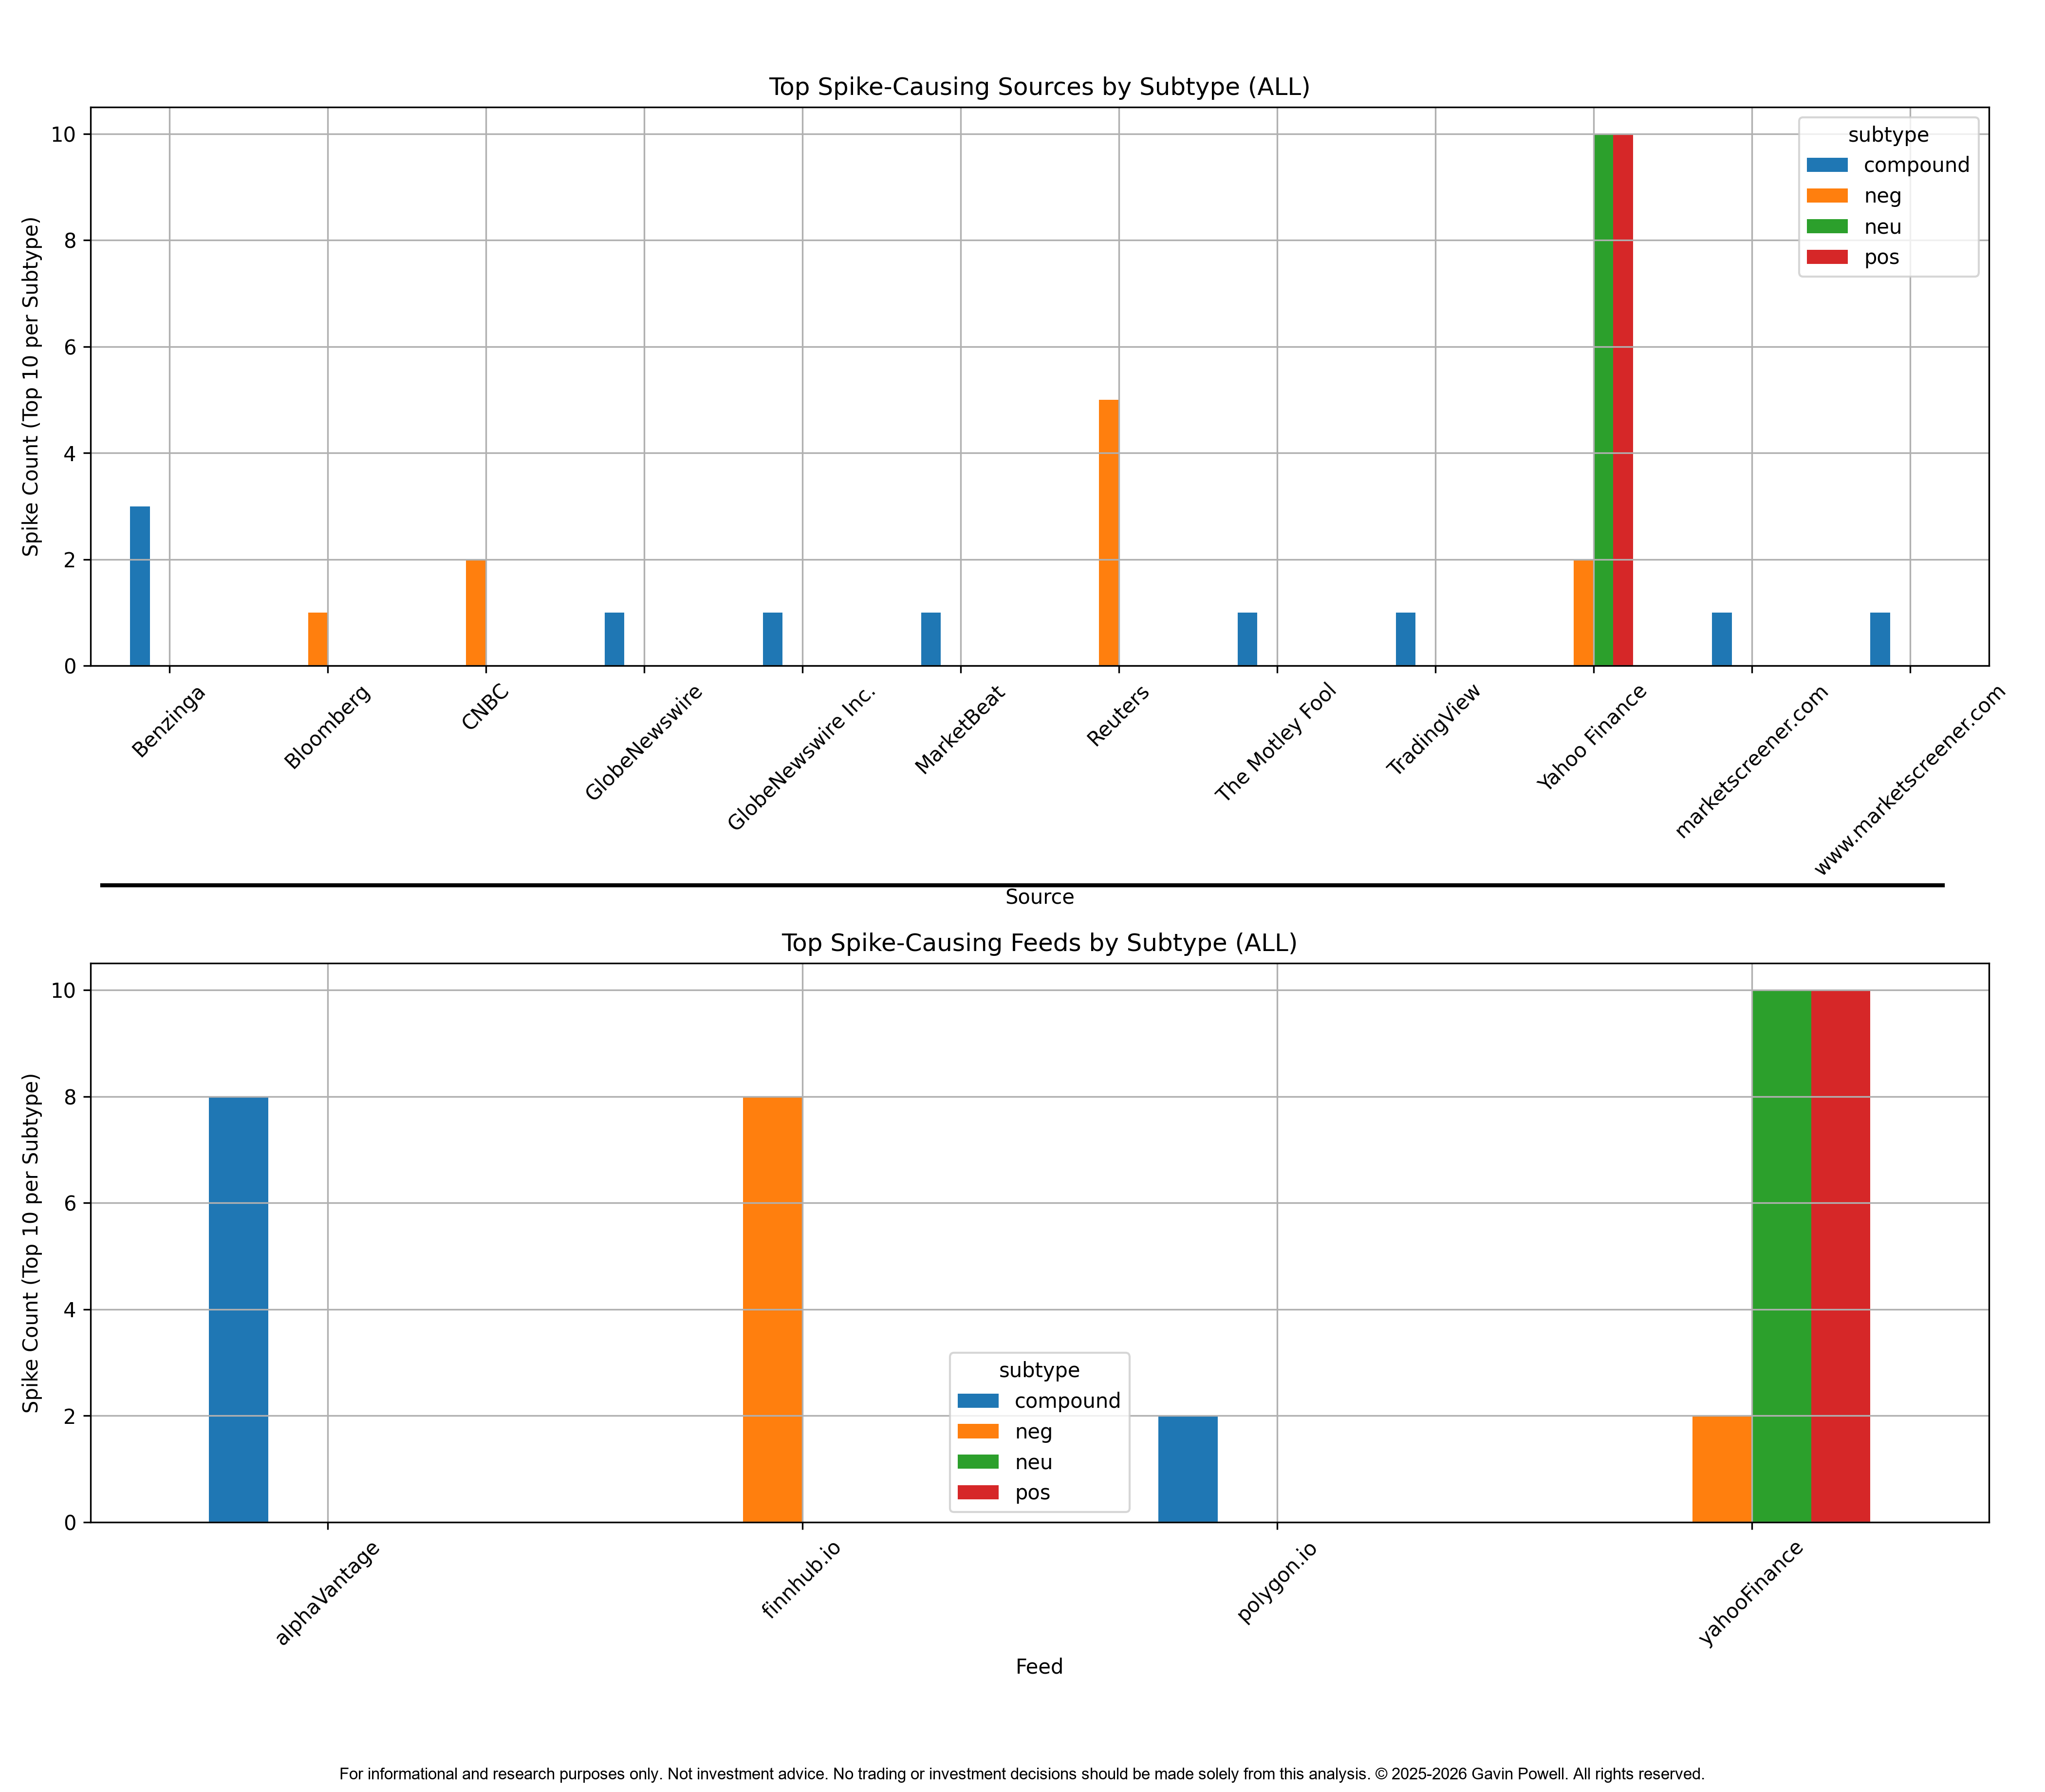 Top Spike-Causing Sources by Subtype (ALL)
Spike Count (Top 10 per Subtype)
10
8
6
4
2
0
subtype
compound
neg
neu
pos
Benzinga
Bloomberg
CNBC
GlobeNewswire
GlobeNewswire Inc.
MarketBeat
Reuters
The Motley Fool
TradingView
Yahoo Finance
marketscreener.com
www.marketscreener.com
Source
Top Spike-Causing Feeds by Subtype (ALL)
Spike Count (Top 10 per Subtype)
10
8
6
4
2
0
subtype
compound
neg
neu
pos
alphaVantage
finnhub.io
polygon.io
yahooFinance
Feed
For informational and research purposes only. Not investment advice. No trading or investment decisions should be made solely from this analysis. © 2025-2026 Gavin Powell. All rights reserved.